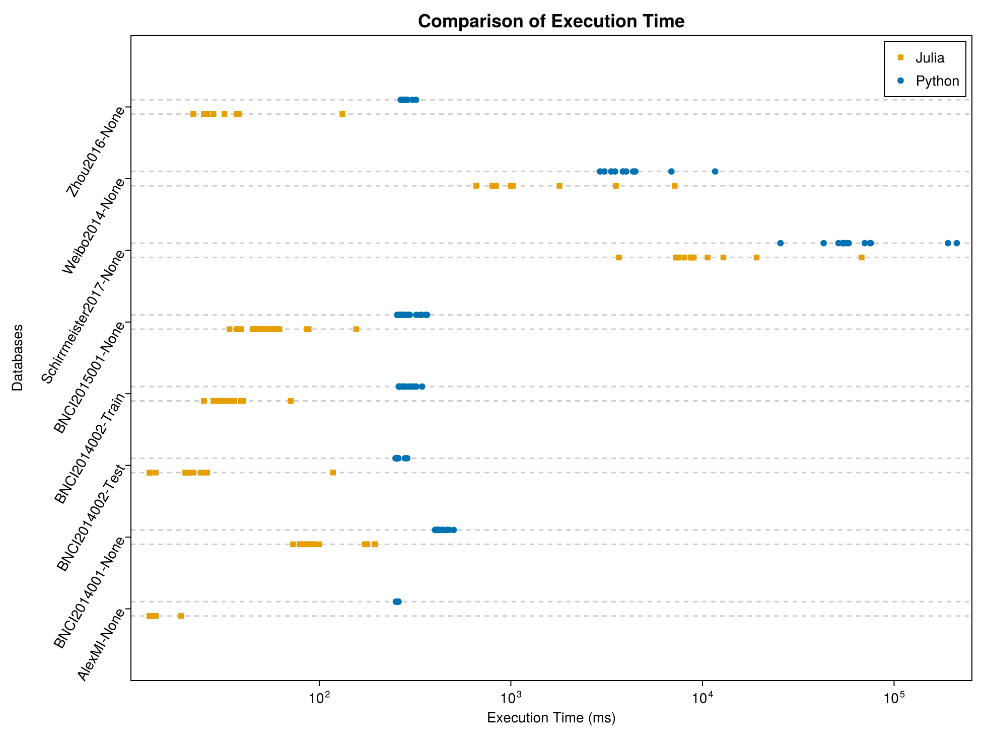 Comparison of Execution Time
Julia
Python
Databases
Zhou2016-None
Weibo2014-None
Schirrmeister2017-None
BNCI2015001-None
BNCI2014002-Train
BNCI2014002-Test
BNCI2014001-None
AlexMI-None
10²
10³
10⁴
10⁵
Execution Time (ms)